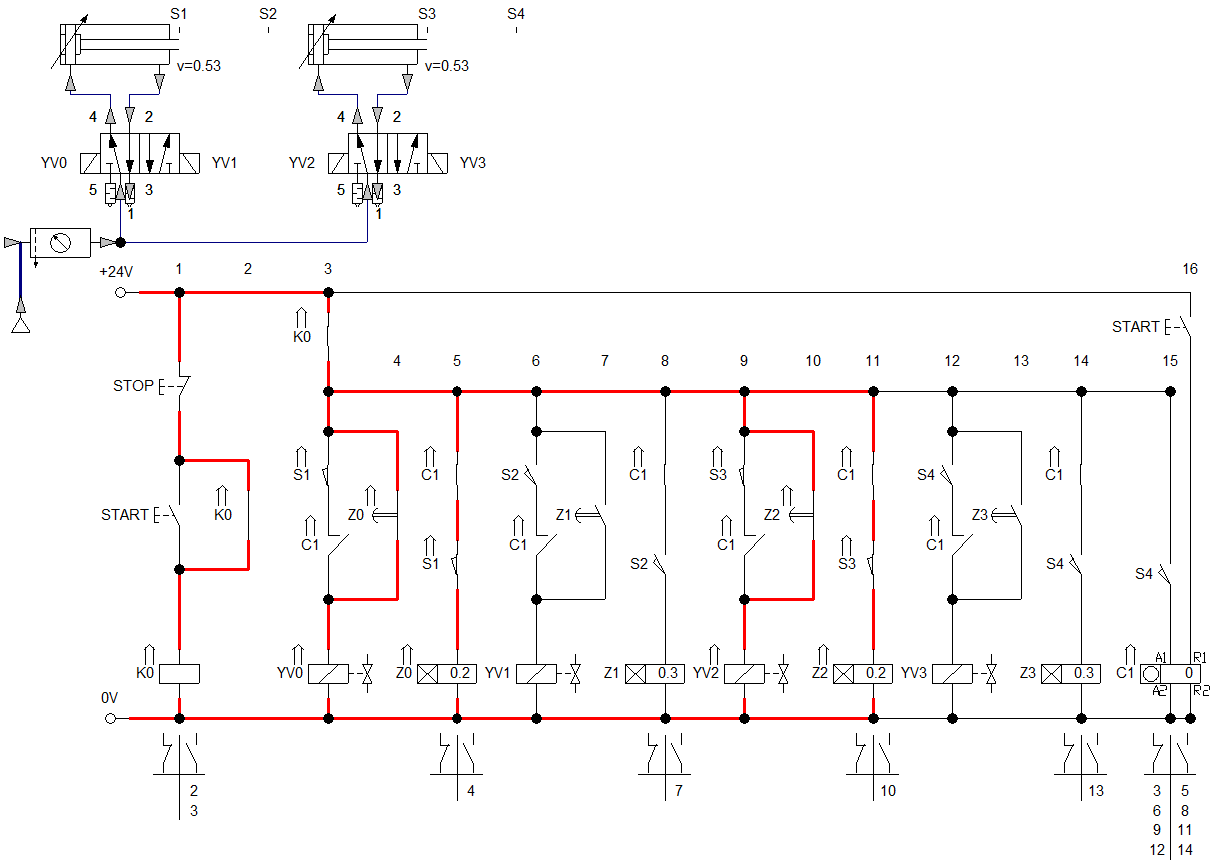 S1 S2 S3 S4
v=0.53 v=0.53
4 2 4 2
YV0 YV1 YV2 YV3
5 3 5 3
1 1
+24V 1 2 3 16
START
K0
4 5 6 7 8 9 10 11 12 13 14 15
STOP
S1 C1 S2 C1 S3 C1 S4 C1
START K0 Z0 Z1 Z2 Z3
C1 C1 C1 C1
S1 S2 S3 S4 S4
A1 R1
K0 YV0 Z0 0.2 YV1 Z1 0.3 YV2 Z2 0.2 YV3 Z3 0.3 C1 0
A2 R2
0V
2 4 7 10 13 3 5
3 6 8
9 11
12 14